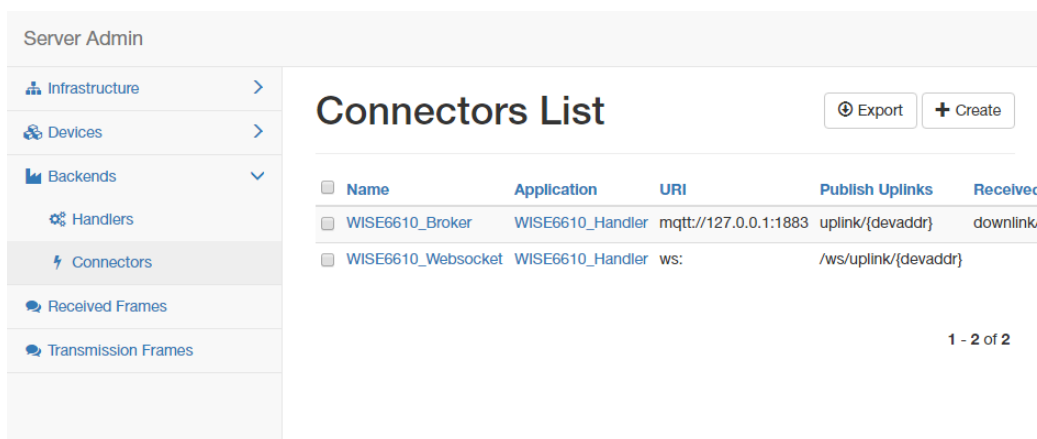 Server Admin
Infrastructure
Devices
Backends
Handlers
Connectors
Received Frames
Transmission Frames
Connectors List
Export
Create
Name Application URI Publish Uplinks Received
WISE6610_Broker WISE6610_Handler mqtt://127.0.0.1:1883 uplink/{devaddr} downlink/
WISE6610_Websocket WISE6610_Handler ws: /ws/uplink/{devaddr}
1 - 2 of 2